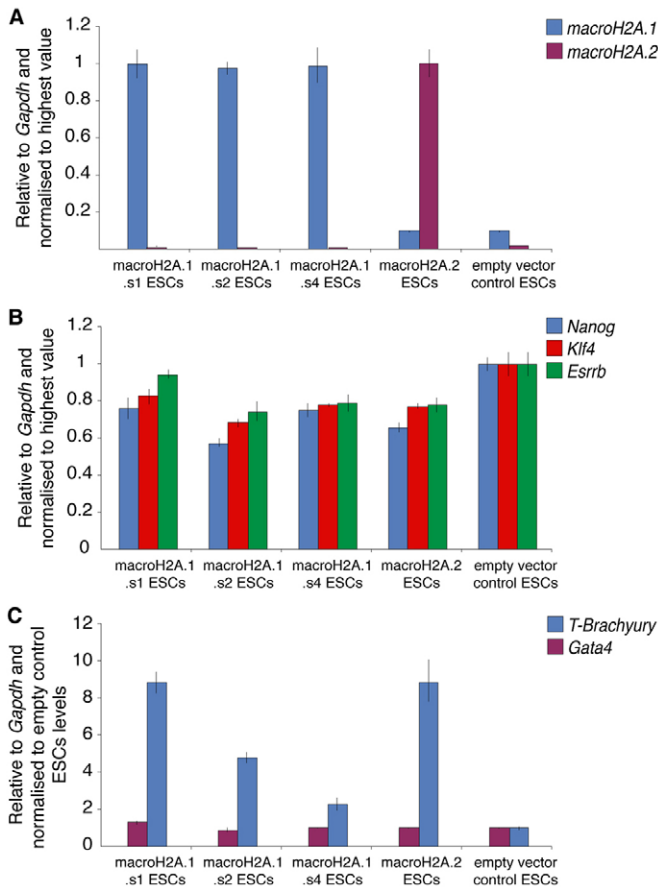 A
Relative to Gapdh and
normalised to highest value
1.2
1
0.8
0.6
0.4
0.2
macroH2A.1
macroH2A.2
macroH2A.1
.s1 ESCs
macroH2A.1
.s2 ESCs
macroH2A.1
.s4 ESCs
macroH2A.2
ESCs
empty vector
control ESCs
B
Relative to Gapdh and
normalised to highest value
1.2
1
0.8
0.6
0.4
0.2
0
Nanog
Klf4
Esrrb
macroH2A.1
.s1 ESCs
macroH2A.1
.s2 ESCs
macroH2A.1
.s4 ESCs
macroH2A.2
ESCs
empty vector
control ESCs
C
Relative to Gapdh and
normalised to empty control
ESCs levels
12
10
8
6
4
2
0
T-Brachyury
Gata4
macroH2A.1
.s1 ESCs
macroH2A.1
.s2 ESCs
macroH2A.1
.s4 ESCs
macroH2A.2
ESCs
empty vector
control ESCs